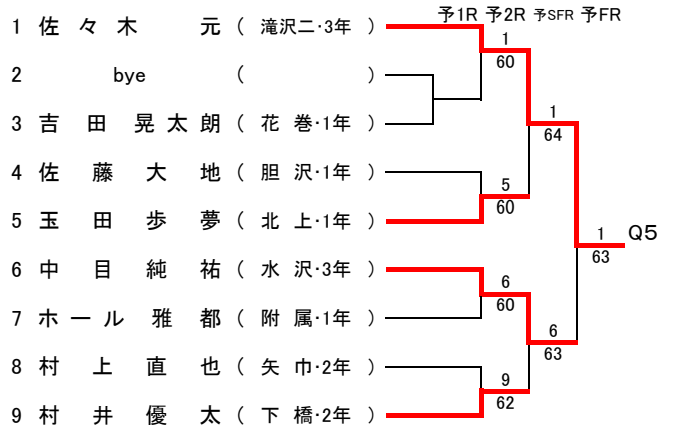 予1R 予2R 予SFR 予FR
1 佐々木 元 ( 滝沢二・3年 )
2 bye ( )
3 吉田 晃太朗 ( 花巻・1年 )
4 佐藤 大地 ( 胆沢・1年 )
5 玉田 歩夢 ( 北上・1年 )
6 中目 純祐 ( 水沢・3年 )
7 ホール 雅都 ( 附属・1年 )
8 村上 直也 ( 矢巾・2年 )
9 村井 優太 ( 下橋・2年 )
1
60
5
60
6
60
9
62
1
64
6
63
1
63
Q5